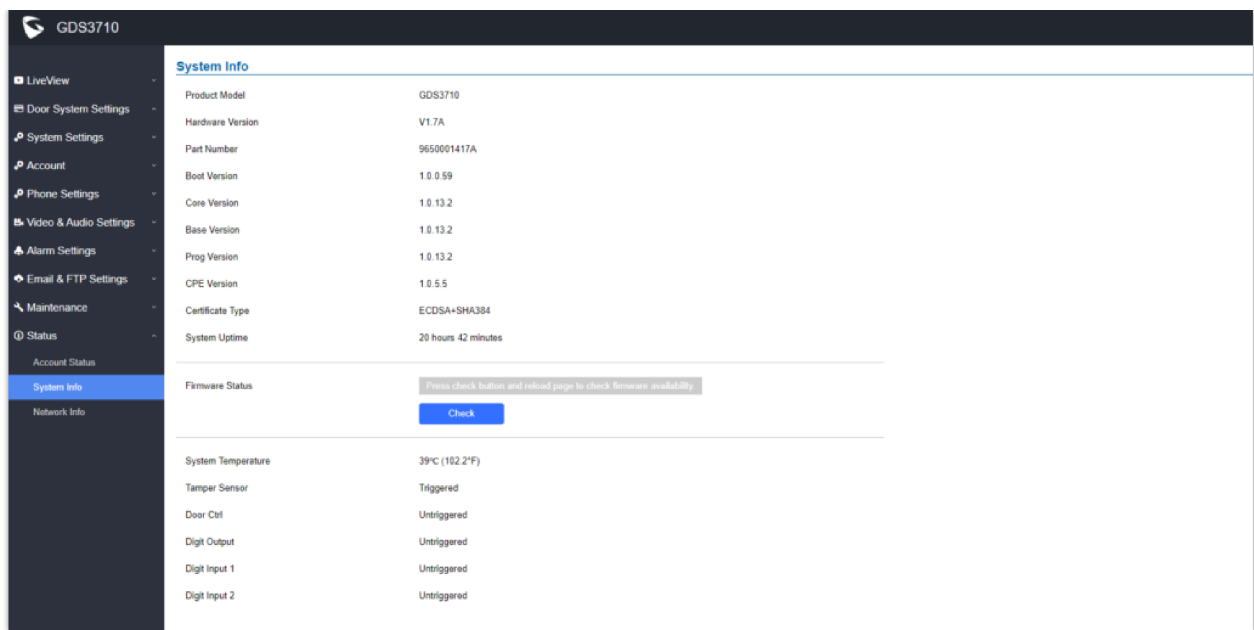 GDS3710
LiveView
Door System Settings
System Settings
Account
Phone Settings
Video & Audio Settings
Alarm Settings
Email & FTP Settings
Maintenance
Status
Account Status
System Info
Network Info
System Info
Product Model GDS3710
Hardware Version V1.7A
Part Number 9650001417A
Boot Version 1.0.0.59
Core Version 1.0.13.2
Base Version 1.0.13.2
Prog Version 1.0.13.2
CPE Version 1.0.5.5
Certificate Type ECDSA+SHA384
System Uptime 20 hours 42 minutes
Firmware Status Press check button and reload page to check firmware availability
Check
System Temperature 39°C (102.2°F)
Tamper Sensor Triggered
Door Ctrl Untriggered
Digit Output Untriggered
Digit Input 1 Untriggered
Digit Input 2 Untriggered